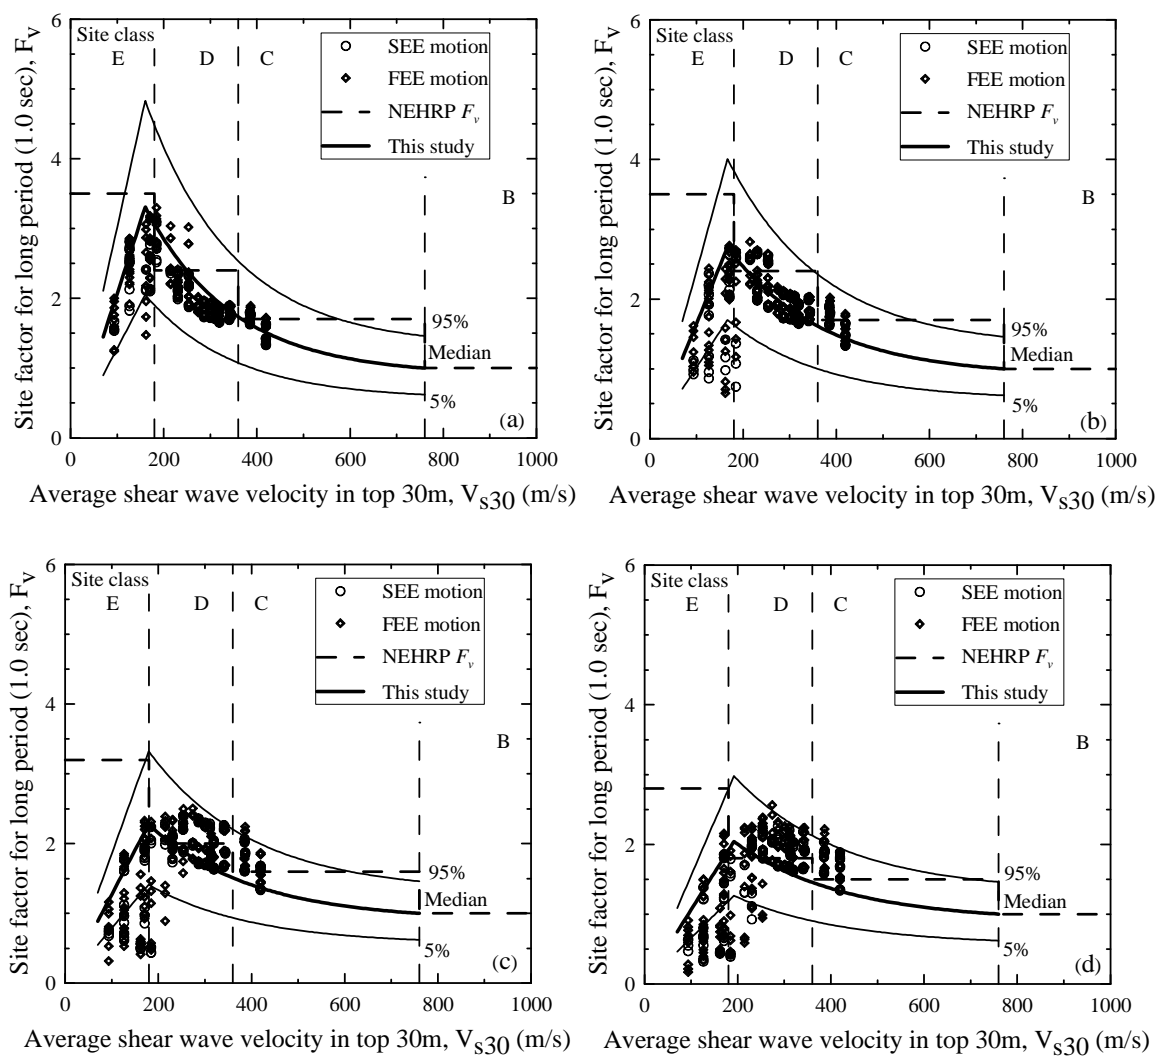 Site factor for long period (1.0 sec), Fv
6
4
2
0
Site class
E
D
C
B
SEE motion
FEE motion
NEHRP Fv
This study
95%
Median
5%
(a)
0 200 400 600 800 1000
Average shear wave velocity in top 30m, Vs30 (m/s)
Site factor for long period (1.0 sec), Fv
6
4
2
0
Site class
E
D
C
B
SEE motion
FEE motion
NEHRP Fv
This study
95%
Median
5%
(b)
0 200 400 600 800 1000
Average shear wave velocity in top 30m, Vs30 (m/s)
Site factor for long period (1.0 sec), Fv
6
4
2
0
Site class
E
D
C
B
SEE motion
FEE motion
NEHRP Fv
This study
95%
Median
5%
(c)
0 200 400 600 800 1000
Average shear wave velocity in top 30m, Vs30 (m/s)
Site factor for long period (1.0 sec), Fv
6
4
2
0
Site class
E
D
C
B
SEE motion
FEE motion
NEHRP Fv
This study
95%
Median
5%
(d)
0 200 400 600 800 1000
Average shear wave velocity in top 30m, Vs30 (m/s)